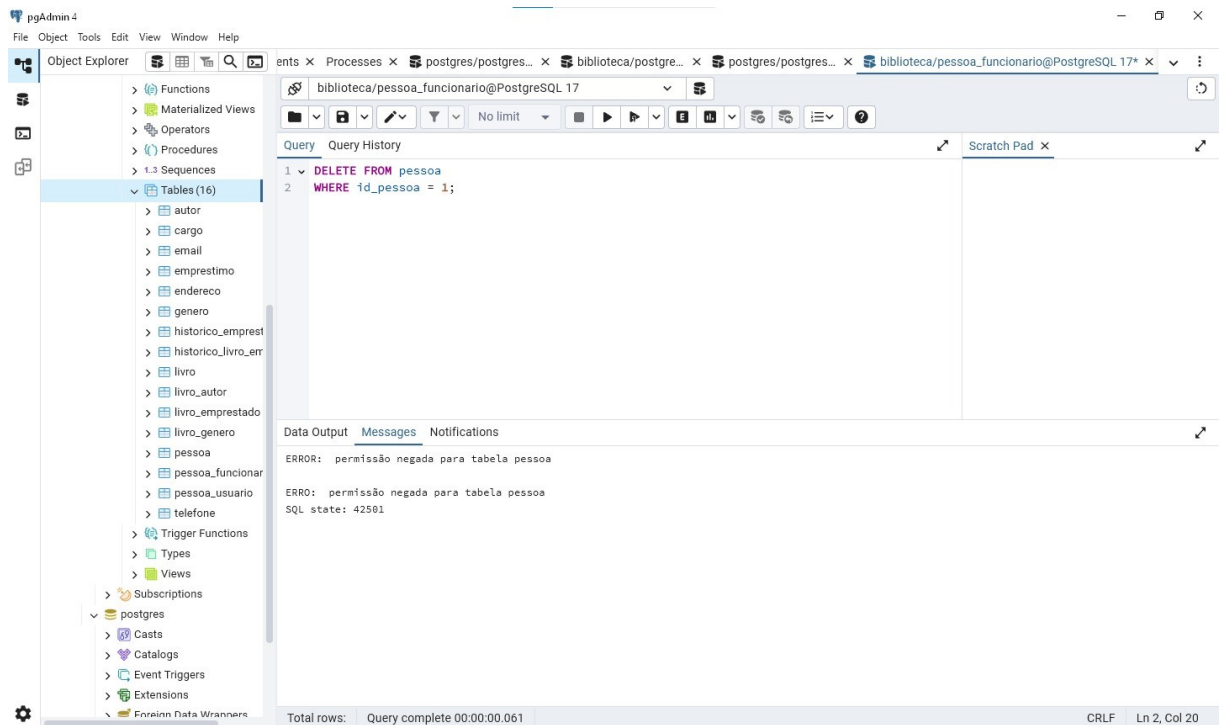 pgAdmin 4
File Object Tools Edit View Window Help
Object Explorer
ents Processes postgres/postgres... biblioteca/postgre... postgres/postgres... biblioteca/pessoa_funcionario@PostgreSQL 17*
biblioteca/pessoa_funcionario@PostgreSQL 17
No limit
E
Query Query History
Scratch Pad
1 DELETE FROM pessoa
2 WHERE id_pessoa = 1;
Functions
Materialized Views
Operators
Procedures
1..3 Sequences
Tables (16)
autor
cargo
email
emprestimo
endereco
genero
historico_emprest
historico_livro_em
livro
livro_autor
livro_emprestado
livro_genero
pessoa
pessoa_funcionar
pessoa_usuario
telefone
Trigger Functions
Types
Views
Subscriptions
postgres
Casts
Catalogs
Event Triggers
Extensions
Foreign Data Wrappers
Data Output Messages Notifications
ERROR: permissão negada para tabela pessoa
ERRO: permissão negada para tabela pessoa
SQL state: 42501
Total rows: Query complete 00:00:00.061 CRLF Ln 2, Col 20